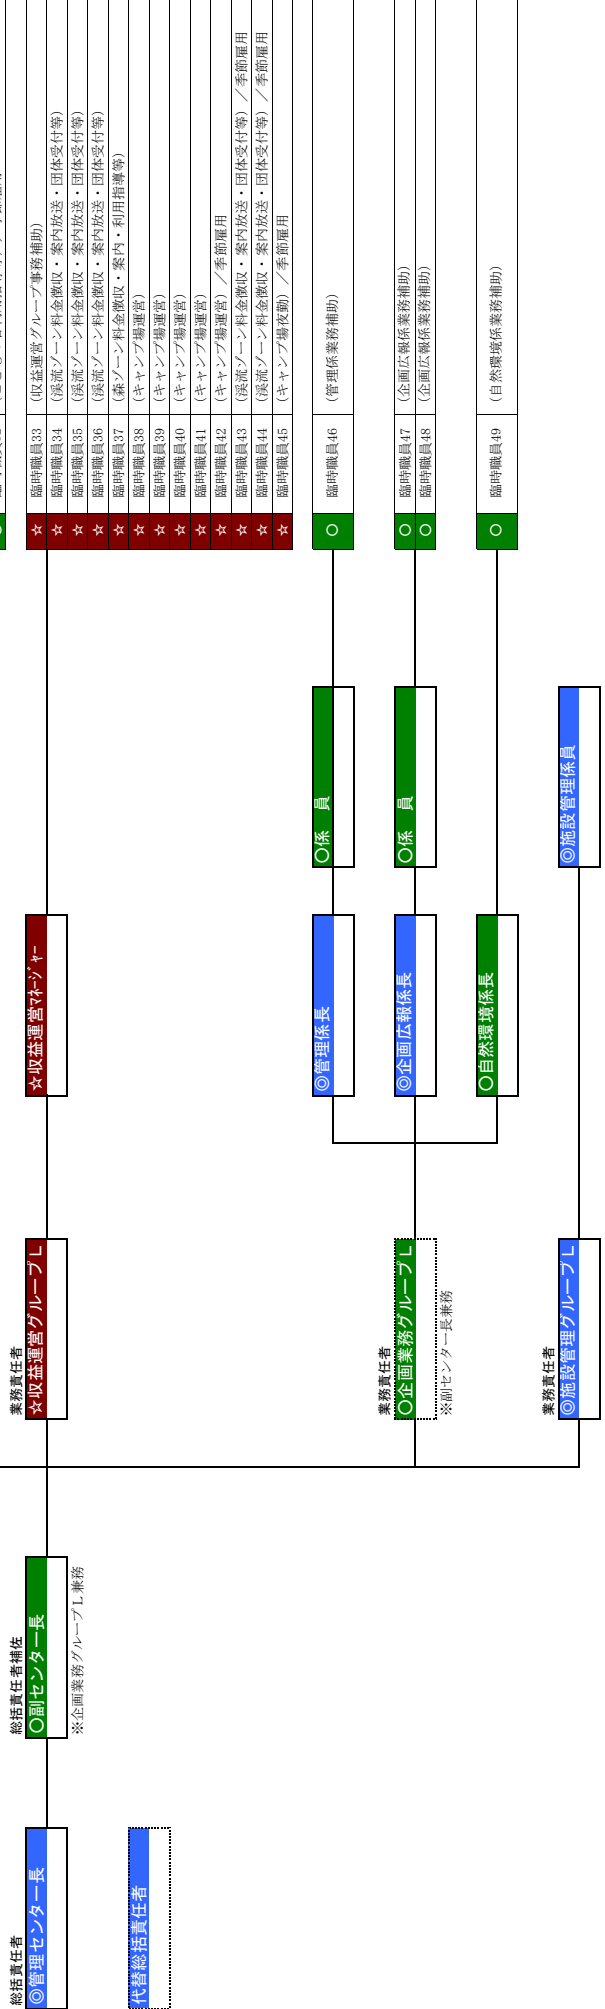 総括責任者
◎管理センター長
代替総括責任者
総括責任者補佐
〇副センター長
※企画業務グループＬ兼務
業務責任者
☆収益運営グループＬ
☆収益運営ﾏﾈｰｼﾞｬｰ
☆ 臨時職員33 （収益運営グループ事務補助）
☆ 臨時職員34 （渓流ゾーン料金徴収・案内放送・団体受付等）
☆ 臨時職員35 （渓流ゾーン料金徴収・案内放送・団体受付等）
☆ 臨時職員36 （渓流ゾーン料金徴収・案内放送・団体受付等）
☆ 臨時職員37 （森ゾーン料金徴収・案内・利用指導等）
☆ 臨時職員38 （キャンプ場運営）
☆ 臨時職員39 （キャンプ場運営）
☆ 臨時職員40 （キャンプ場運営）
☆ 臨時職員41 （キャンプ場運営）
☆ 臨時職員42 （キャンプ場運営）／季節雇用
☆ 臨時職員43 （渓流ゾーン料金徴収・案内放送・団体受付等）／季節雇用
☆ 臨時職員44 （渓流ゾーン料金徴収・案内放送・団体受付等）／季節雇用
☆ 臨時職員45 （キャンプ場夜勤）／季節雇用
業務責任者
〇企画業務グループＬ
※副センター長兼務
◎管理係長
〇係　員
〇 臨時職員46 （管理係業務補助）
◎企画広報係長
〇係　員
〇 臨時職員47 （企画広報係業務補助）
〇 臨時職員48 （企画広報係業務補助）
〇自然環境係長
〇 臨時職員49 （自然環境係業務補助）
業務責任者
◎施設管理グループＬ
◎施設管理係員